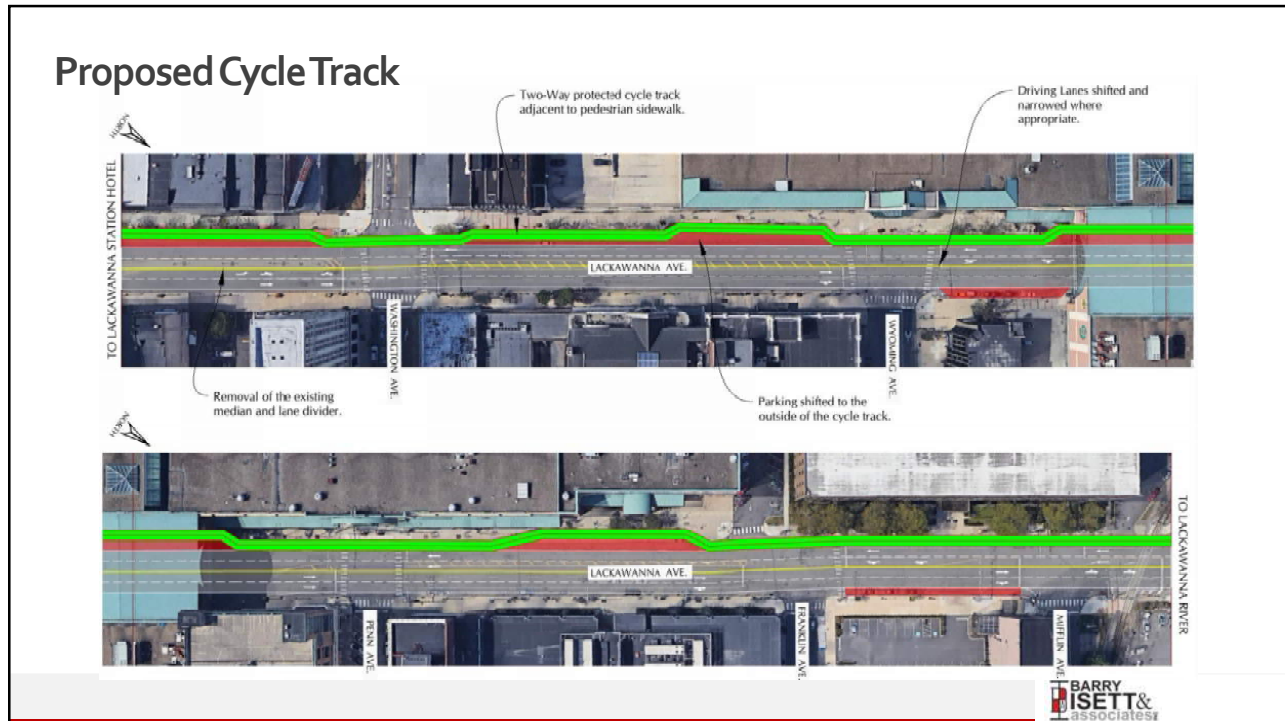 Proposed Cycle Track
Two-Way protected cycle track
adjacent to pedestrian sidewalk.
Driving Lanes shifted and
narrowed where
appropriate.
NORTH
TO LACKAWANNA STATION HOTEL
LACKAWANNA AVE.
WASHINGTON AVE.
WYOMING AVE.
Removal of the existing
median and lane divider.
Parking shifted to the
outside of the cycle track.
NORTH
LACKAWANNA AVE.
TO LACKAWANNA RIVER
PENN AVE.
FRANKLIN AVE.
MIFFLIN AVE.
BARRY
ISETT&
associates